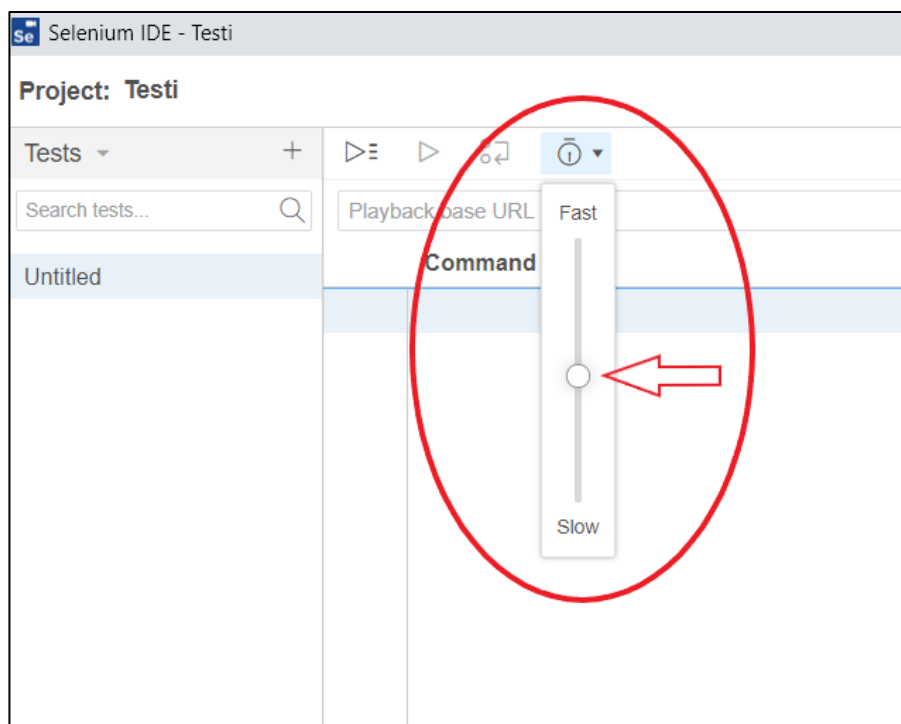 Se Selenium IDE - Testi
Project: Testi
Tests
Search tests...
Untitled
Playback base URL
Command
Fast
Slow